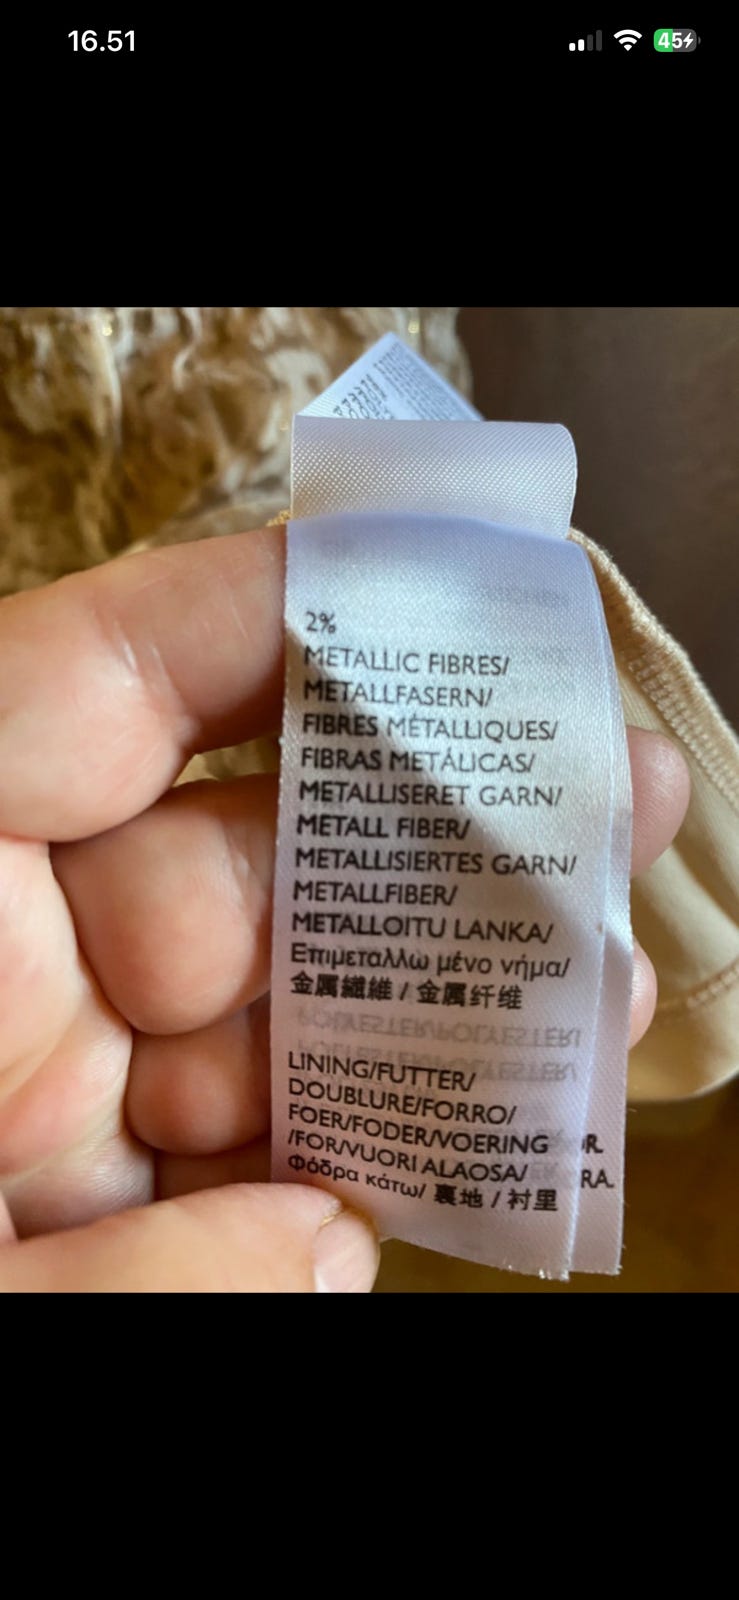 16.51
45
2%
METALLIC FIBRES/
METALLFASERN/
FIBRES MÉTALLIQUES/
FIBRAS METÁLICAS/
METALLISERET GARN/
METALL FIBER/
METALLISIERTES GARN/
METALLFIBER/
METALLOITU LANKA/
Επιμεταλλω μένο νήμα/
金属纖維 / 金属纤维
LINING/FUTTER/
DOUBLURE/FORRO/
FOER/FODER/VOERING
/FOR/VUORI ALAOSA/
Φόδρα κάτω/ 裏地 / 衬里